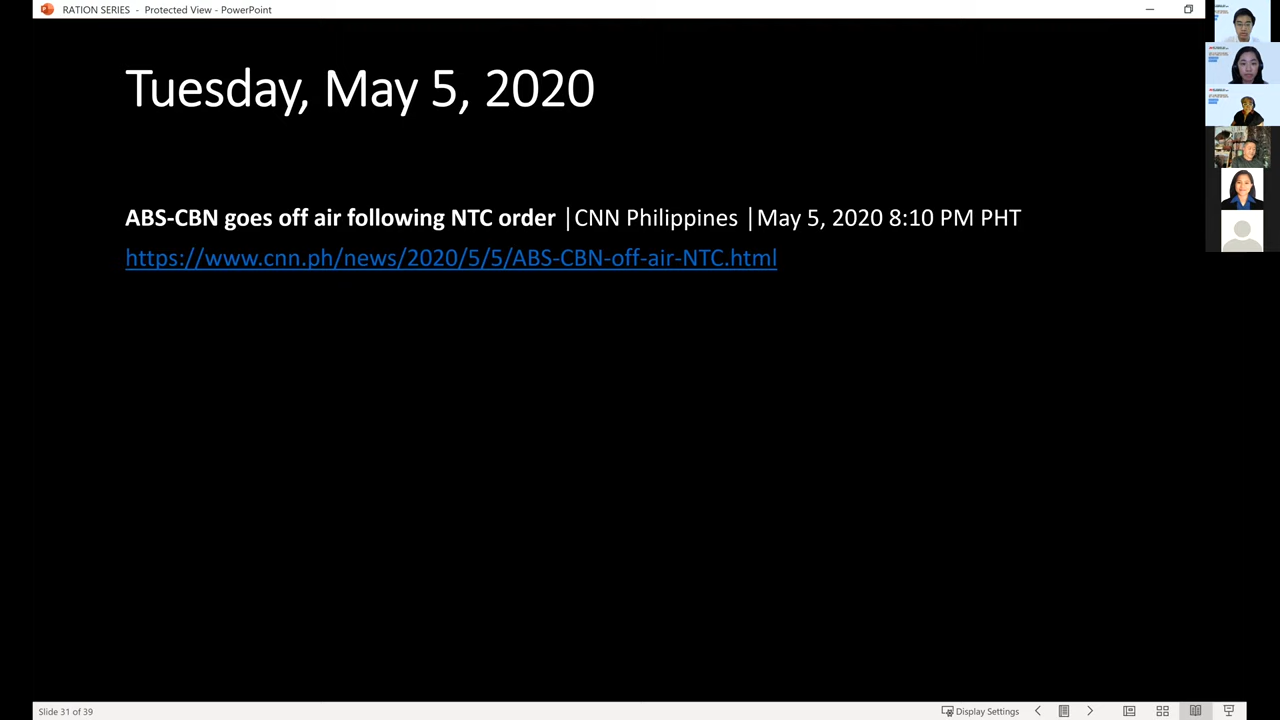 RATION SERIES - Protected View - PowerPoint
Tuesday, May 5, 2020
ABS-CBN goes off air following NTC order |CNN Philippines |May 5, 2020 8:10 PM PHT
https://www.cnn.ph/news/2020/5/5/ABS-CBN-off-air-NTC.html
Slide 31 of 39
Display Settings